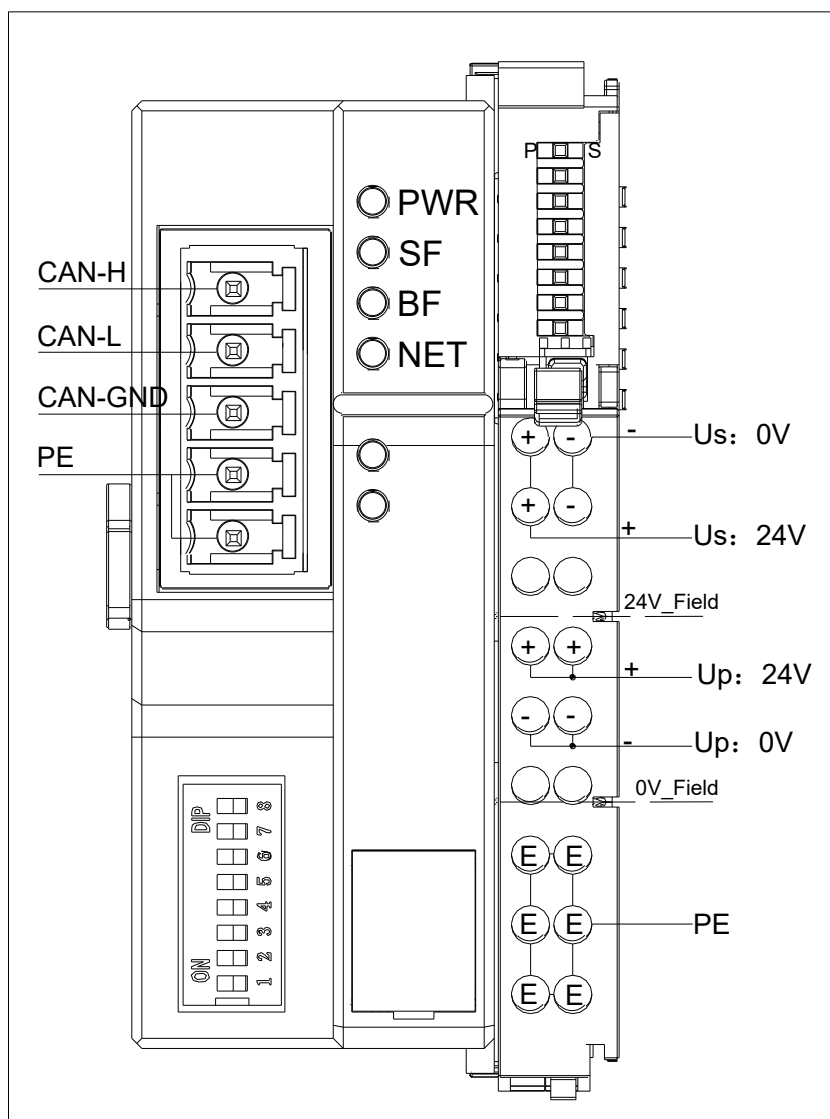 P S
PWR
SF
BF
NET
CAN-H
CAN-L
CAN-GND
PE
+ - - Us：0V
+ - + Us：24V
24V_Field
+ + + Up：24V
- - - Up：0V
0V_Field
DIP
ON
8
7
6
5
4
3
2
1
E E
E E PE
E E